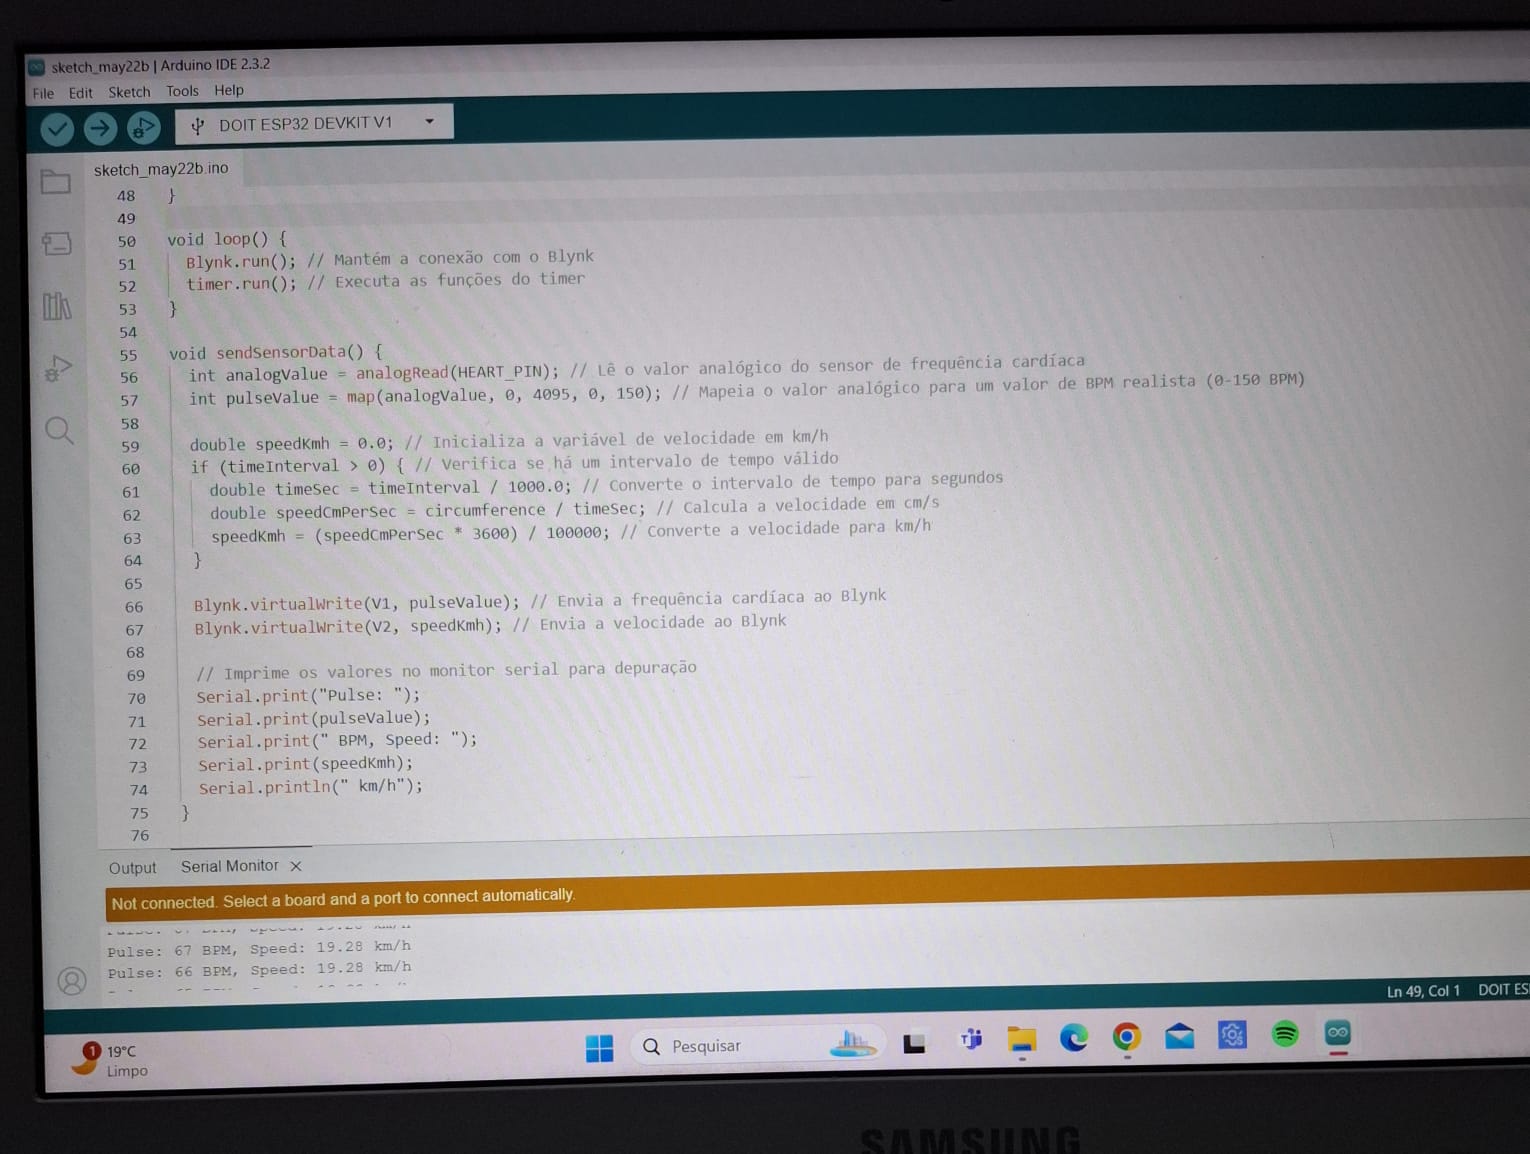 sketch_may22b | Arduino IDE 2.3.2
File Edit Sketch Tools Help
DOIT ESP32 DEVKIT V1
sketch_may22b.ino
48 }
49
50 void loop() {
51 Blynk.run(); // Mantém a conexão com o Blynk
52 timer.run(); // Executa as funções do timer
53 }
54
55 void sendSensorData() {
56 int analogValue = analogRead(HEART_PIN); // Lê o valor analógico do sensor de frequência cardíaca
57 int pulseValue = map(analogValue, 0, 4095, 0, 150); // Mapeia o valor analógico para um valor de BPM realista (0-150 BPM)
58
59 double speedKmh = 0.0; // Inicializa a variável de velocidade em km/h
60 if (timeInterval > 0) { // Verifica se há um intervalo de tempo válido
61 double timeSec = timeInterval / 1000.0; // Converte o intervalo de tempo para segundos
62 double speedCmPerSec = circumference / timeSec; // Calcula a velocidade em cm/s
63 speedKmh = (speedCmPerSec * 3600) / 100000; // Converte a velocidade para km/h
64 }
65
66 Blynk.virtualWrite(V1, pulseValue); // Envia a frequência cardíaca ao Blynk
67 Blynk.virtualWrite(V2, speedKmh); // Envia a velocidade ao Blynk
68
69 // Imprime os valores no monitor serial para depuração
70 Serial.print("Pulse: ");
71 Serial.print(pulseValue);
72 Serial.print(" BPM, Speed: ");
73 Serial.print(speedKmh);
74 Serial.println(" km/h");
75 }
76
Output Serial Monitor
Not connected. Select a board and a port to connect automatically.
Pulse: 67 BPM, Speed: 19.28 km/h
Pulse: 66 BPM, Speed: 19.28 km/h
Ln 49, Col 1 DOIT ES
1 19°C
Limpo
Pesquisar
SAMSUNG